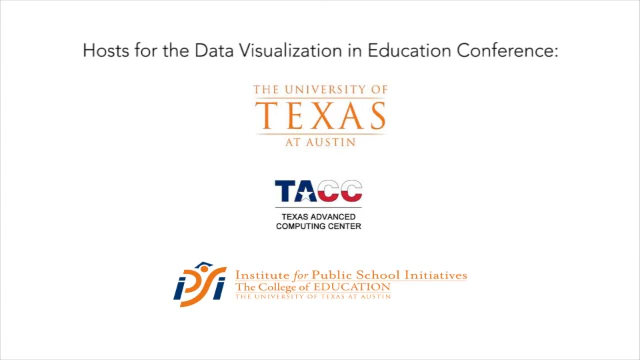 Hosts for the Data Visualization in Education Conference:
THE UNIVERSITY OF
TEXAS
AT AUSTIN
TACC
TEXAS ADVANCED
COMPUTING CENTER
ipsi
Institute for Public School Initiatives
The College of EDUCATION
THE UNIVERSITY OF TEXAS AT AUSTIN